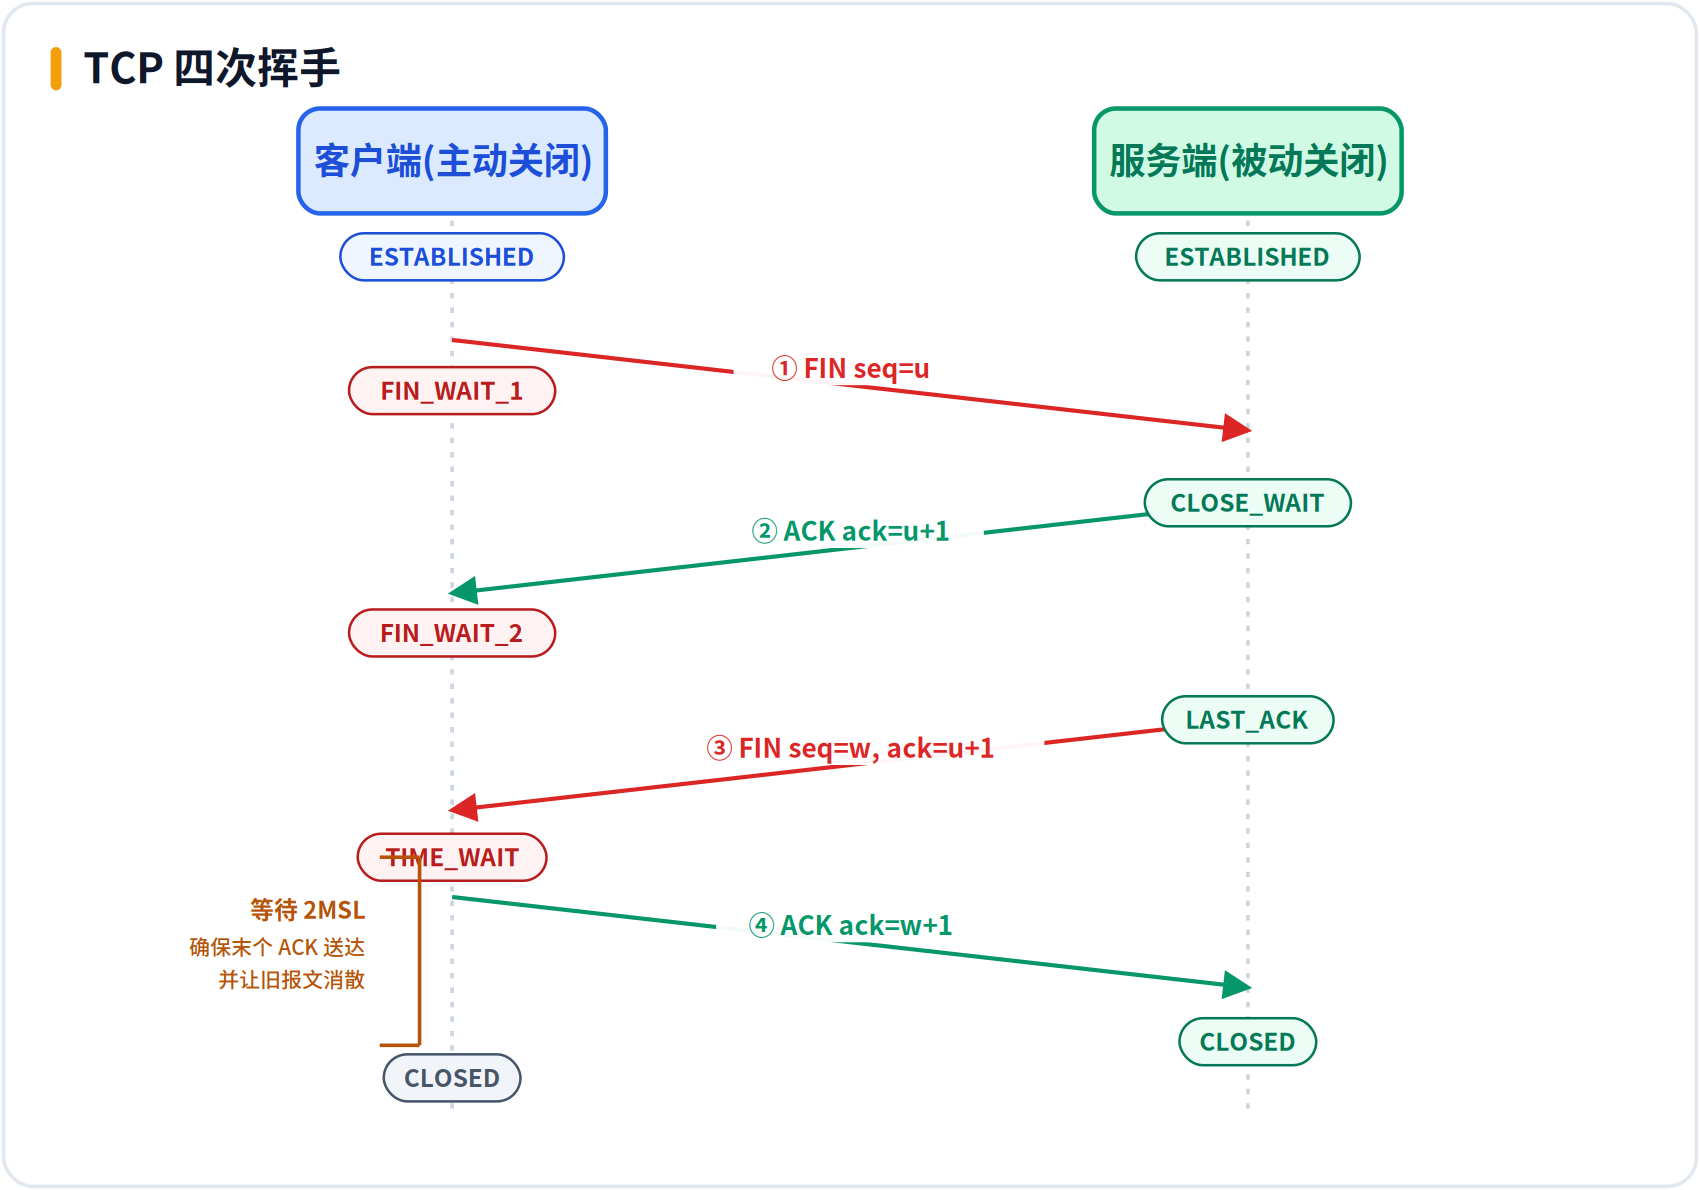 TCP 四次挥手
客户端(主动关闭)
服务端(被动关闭)
ESTABLISHED
ESTABLISHED
① FIN seq=u
FIN_WAIT_1
CLOSE_WAIT
② ACK ack=u+1
FIN_WAIT_2
LAST_ACK
③ FIN seq=w, ack=u+1
TIME_WAIT
等待 2MSL
确保末个 ACK 送达
并让旧报文消散
④ ACK ack=w+1
CLOSED
CLOSED